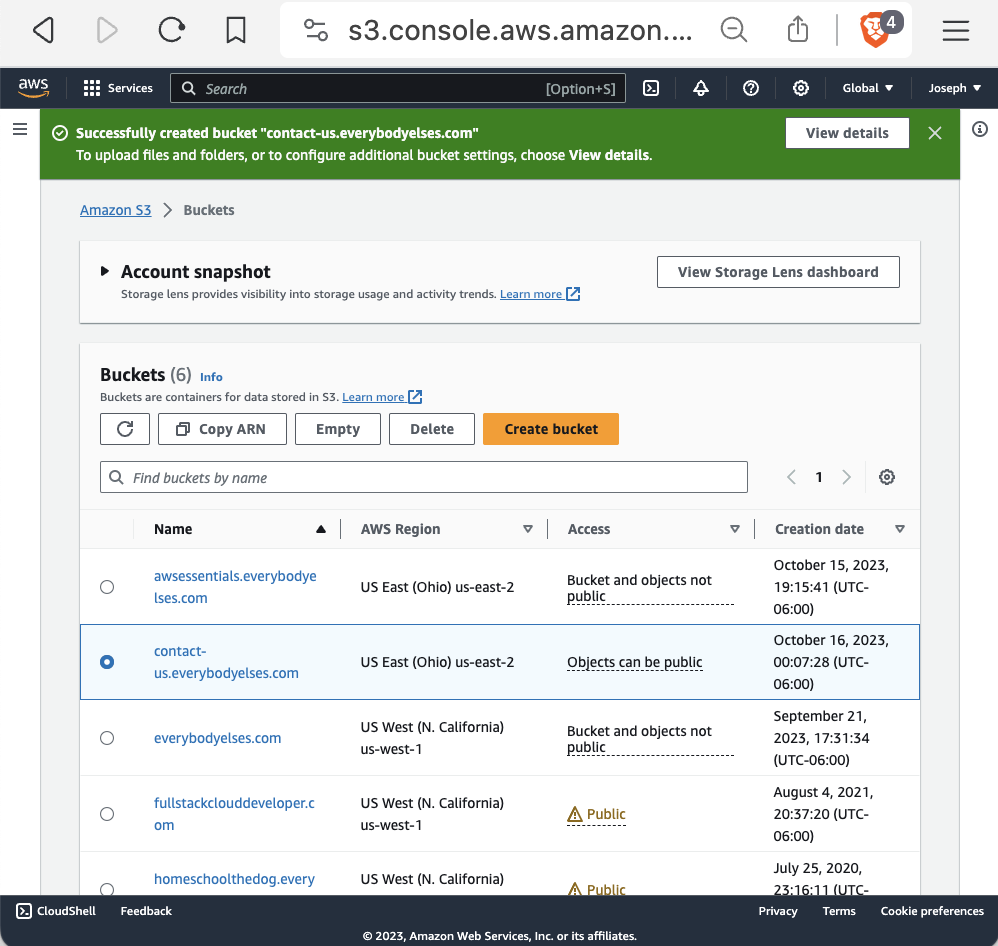 s3.console.aws.amazon....
4
aws
Services
Search
[Option+S]
Global
Joseph
Successfully created bucket "contact-us.everybodyelses.com"
To upload files and folders, or to configure additional bucket settings, choose View details.
View details
Amazon S3
Buckets
Account snapshot
Storage lens provides visibility into storage usage and activity trends. Learn more
View Storage Lens dashboard
Buckets (6) Info
Buckets are containers for data stored in S3. Learn more
Copy ARN
Empty
Delete
Create bucket
Find buckets by name
1
Name
AWS Region
Access
Creation date
awsessentials.everybodye
lses.com
US East (Ohio) us-east-2
Bucket and objects not
public
October 15, 2023,
19:15:41 (UTC-
06:00)
contact-
us.everybodyelses.com
US East (Ohio) us-east-2
Objects can be public
October 16, 2023,
00:07:28 (UTC-
06:00)
everybodyelses.com
US West (N. California)
us-west-1
Bucket and objects not
public
September 21,
2023, 17:31:34
(UTC-06:00)
fullstackclouddeveloper.c
om
US West (N. California)
us-west-1
Public
August 4, 2021,
20:37:20 (UTC-
06:00)
homeschoolthedog.every
US West (N. California)
Public
July 25, 2020,
23:16:11 (UTC-
CloudShell
Feedback
Privacy
Terms
Cookie preferences
© 2023, Amazon Web Services, Inc. or its affiliates.